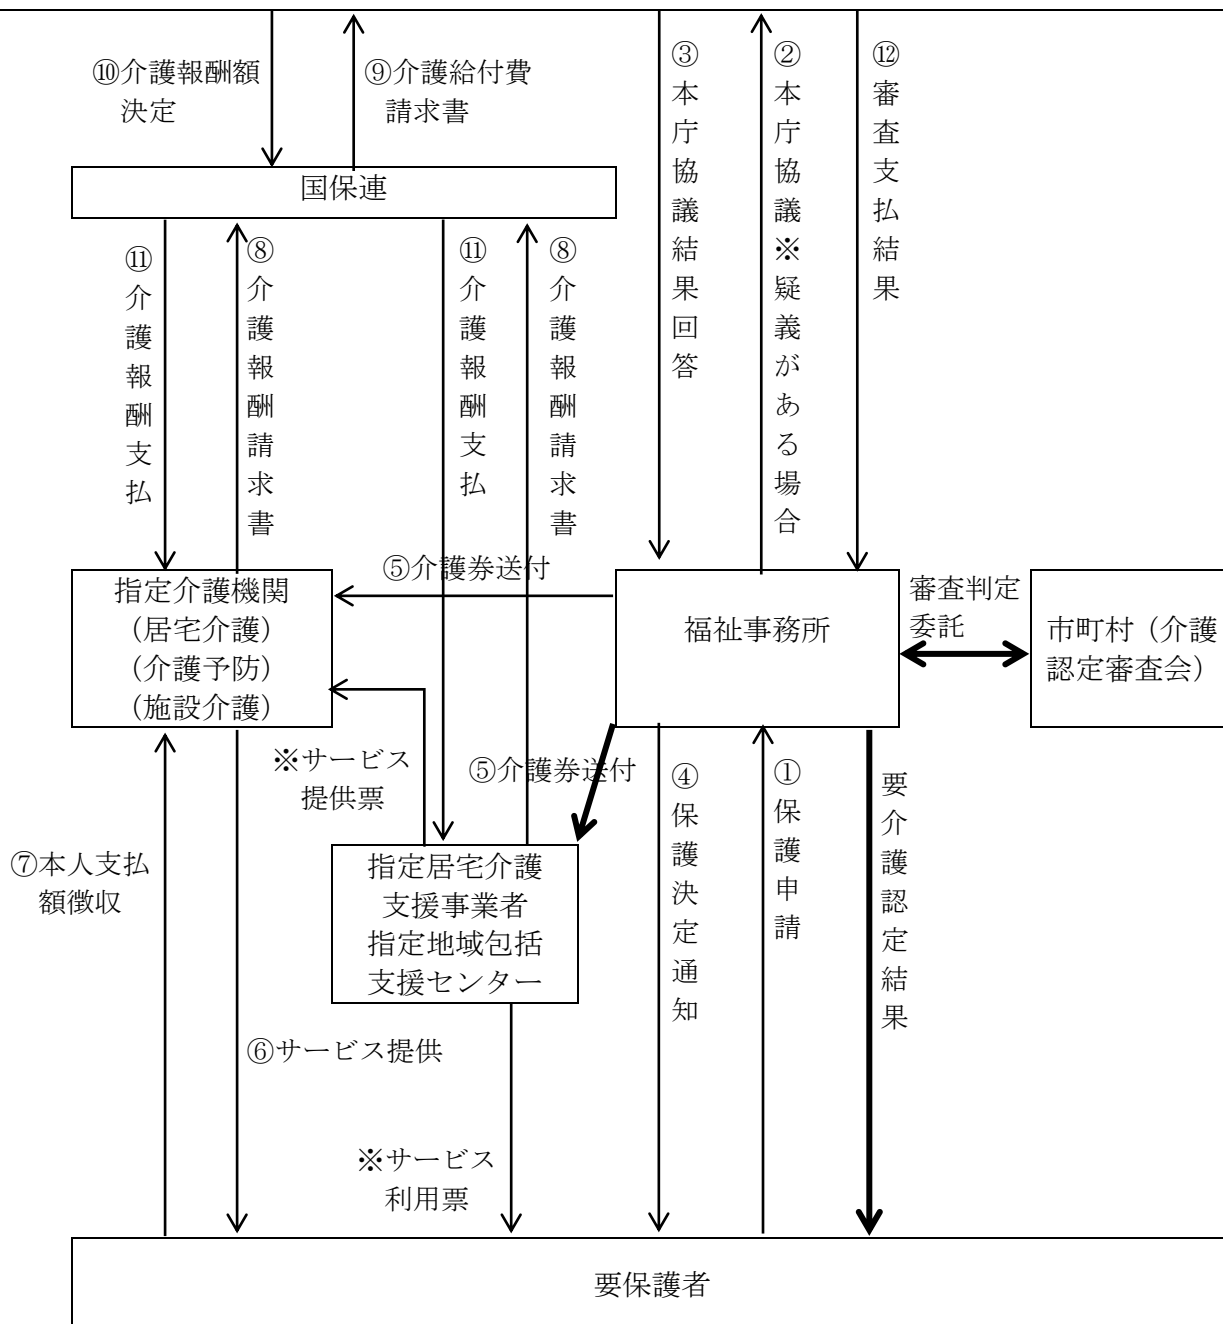 ⑩介護報酬額
決定
⑨介護給付費
請求書
③本庁協議結果回答
②本庁協議※疑義がある場合
⑫審査支払結果
国保連
⑪介護報酬支払
⑧介護報酬請求書
⑪介護報酬支払
⑧介護報酬請求書
⑤介護券送付
指定介護機関
（居宅介護）
（介護予防）
（施設介護）
福祉事務所
審査判定
委託
市町村（介護
認定審査会）
※サービス
提供票
⑤介護券送付
④保護決定通知
①保護申請
要介護認定結果
⑦本人支払
額徴収
指定居宅介護
支援事業者
指定地域包括
支援センター
⑥サービス提供
※サービス
利用票
要保護者